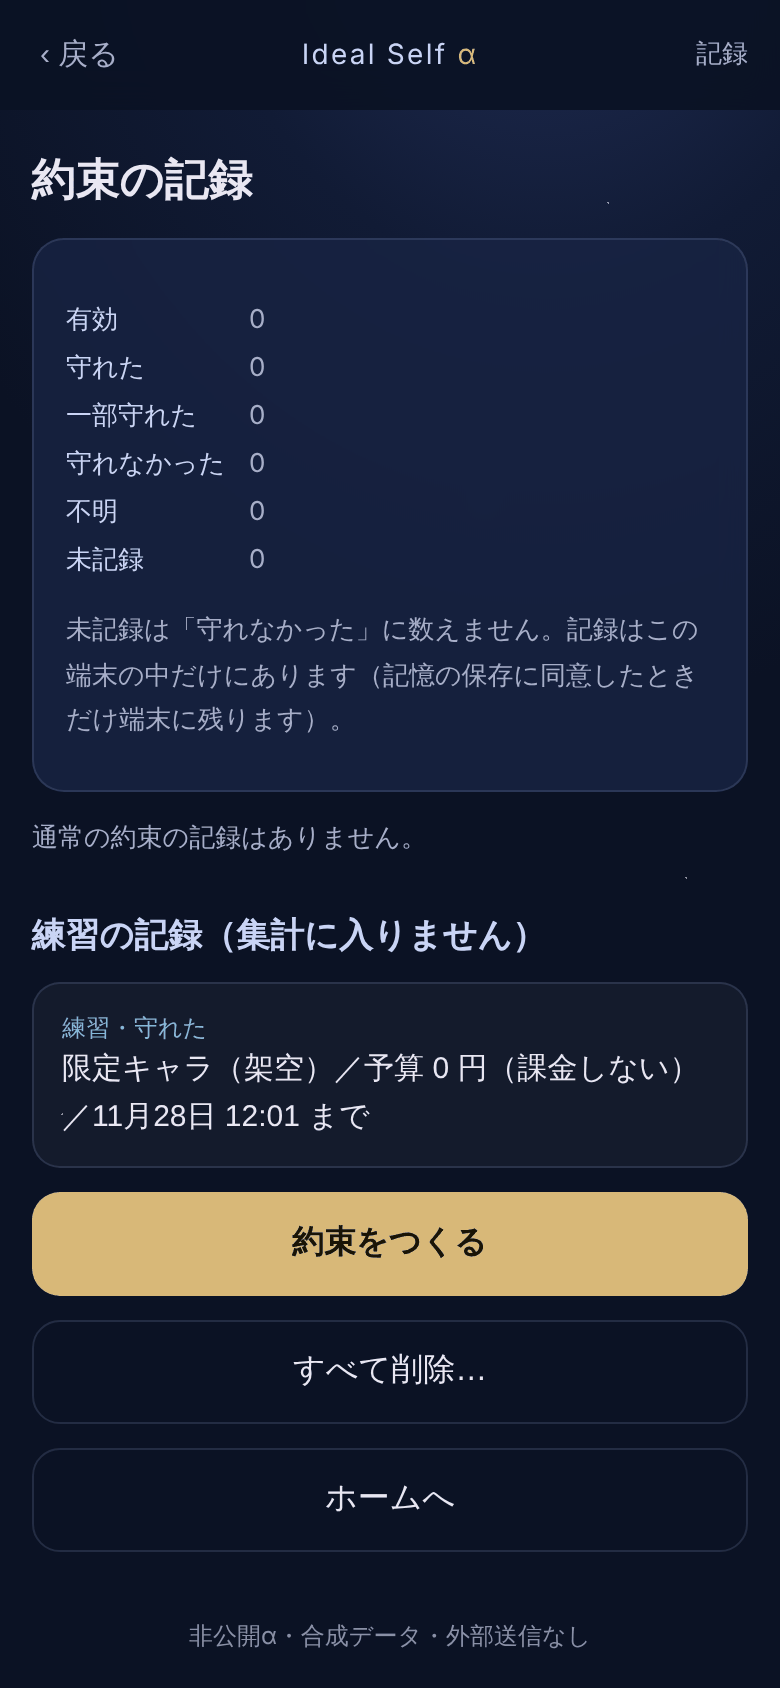 ‹ 戻る
Ideal Self α
記録
約束の記録
有効 0
守れた 0
一部守れた 0
守れなかった 0
不明 0
未記録 0
未記録は「守れなかった」に数えません。記録はこの
端末の中だけにあります（記憶の保存に同意したとき
だけ端末に残ります）。
通常の約束の記録はありません。
練習の記録（集計に入りません）
練習・守れた
限定キャラ（架空）／予算 0 円（課金しない）
／11月28日 12:01 まで
約束をつくる
すべて削除…
ホームへ
非公開α・合成データ・外部送信なし